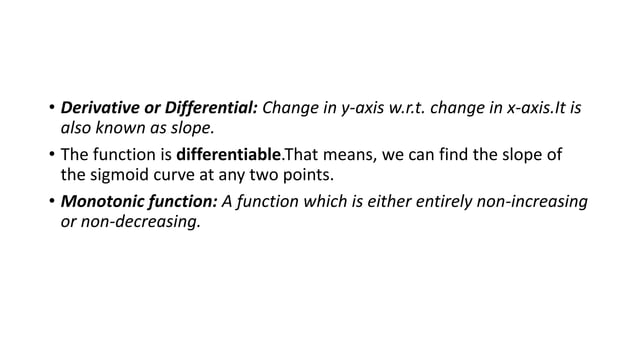 • Derivative or Differential: Change in y-axis w.r.t. change in x-axis.It is
also known as slope.
• The function is differentiable.That means, we can find the slope of
the sigmoid curve at any two points.
• Monotonic function: A function which is either entirely non-increasing
or non-decreasing.